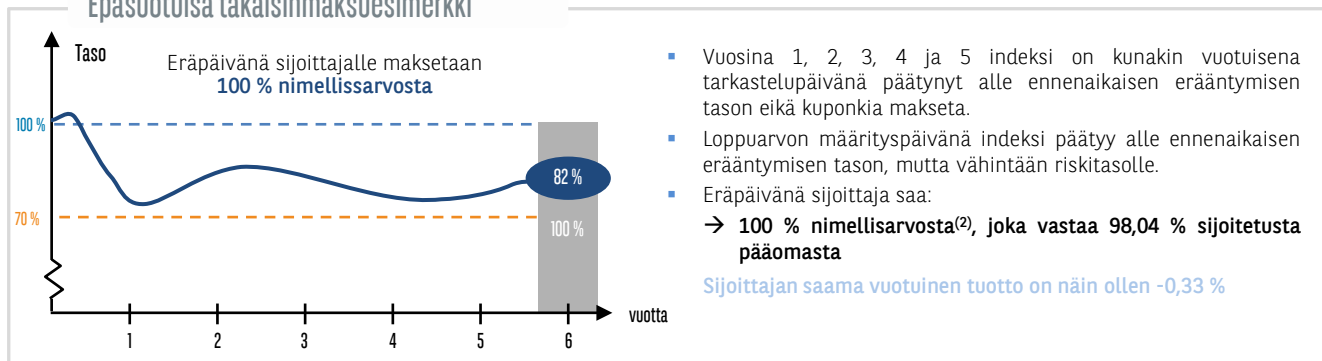 Epäsuotuisa takaisinmaksuesimerkki
Taso
Eräpäivänä sijoittajalle maksetaan
100 % nimellissarvosta
100 %
70 %
82 %
100 %
1 2 3 4 5 6
vuotta
▪ Vuosina 1, 2, 3, 4 ja 5 indeksi on kunakin vuotuisena
tarkastelupäivänä päätynyt alle ennenaikaisen erääntymisen
tason eikä kuponkia makseta.
▪ Loppuarvon määrityspäivänä indeksi päätyy alle ennenaikaisen
erääntymisen tason, mutta vähintään riskitasolle.
▪ Eräpäivänä sijoittaja saa:
→ 100 % nimellisarvosta(2), joka vastaa 98,04 % sijoitetusta
pääomasta
Sijoittajan saama vuotuinen tuotto on näin ollen -0,33 %